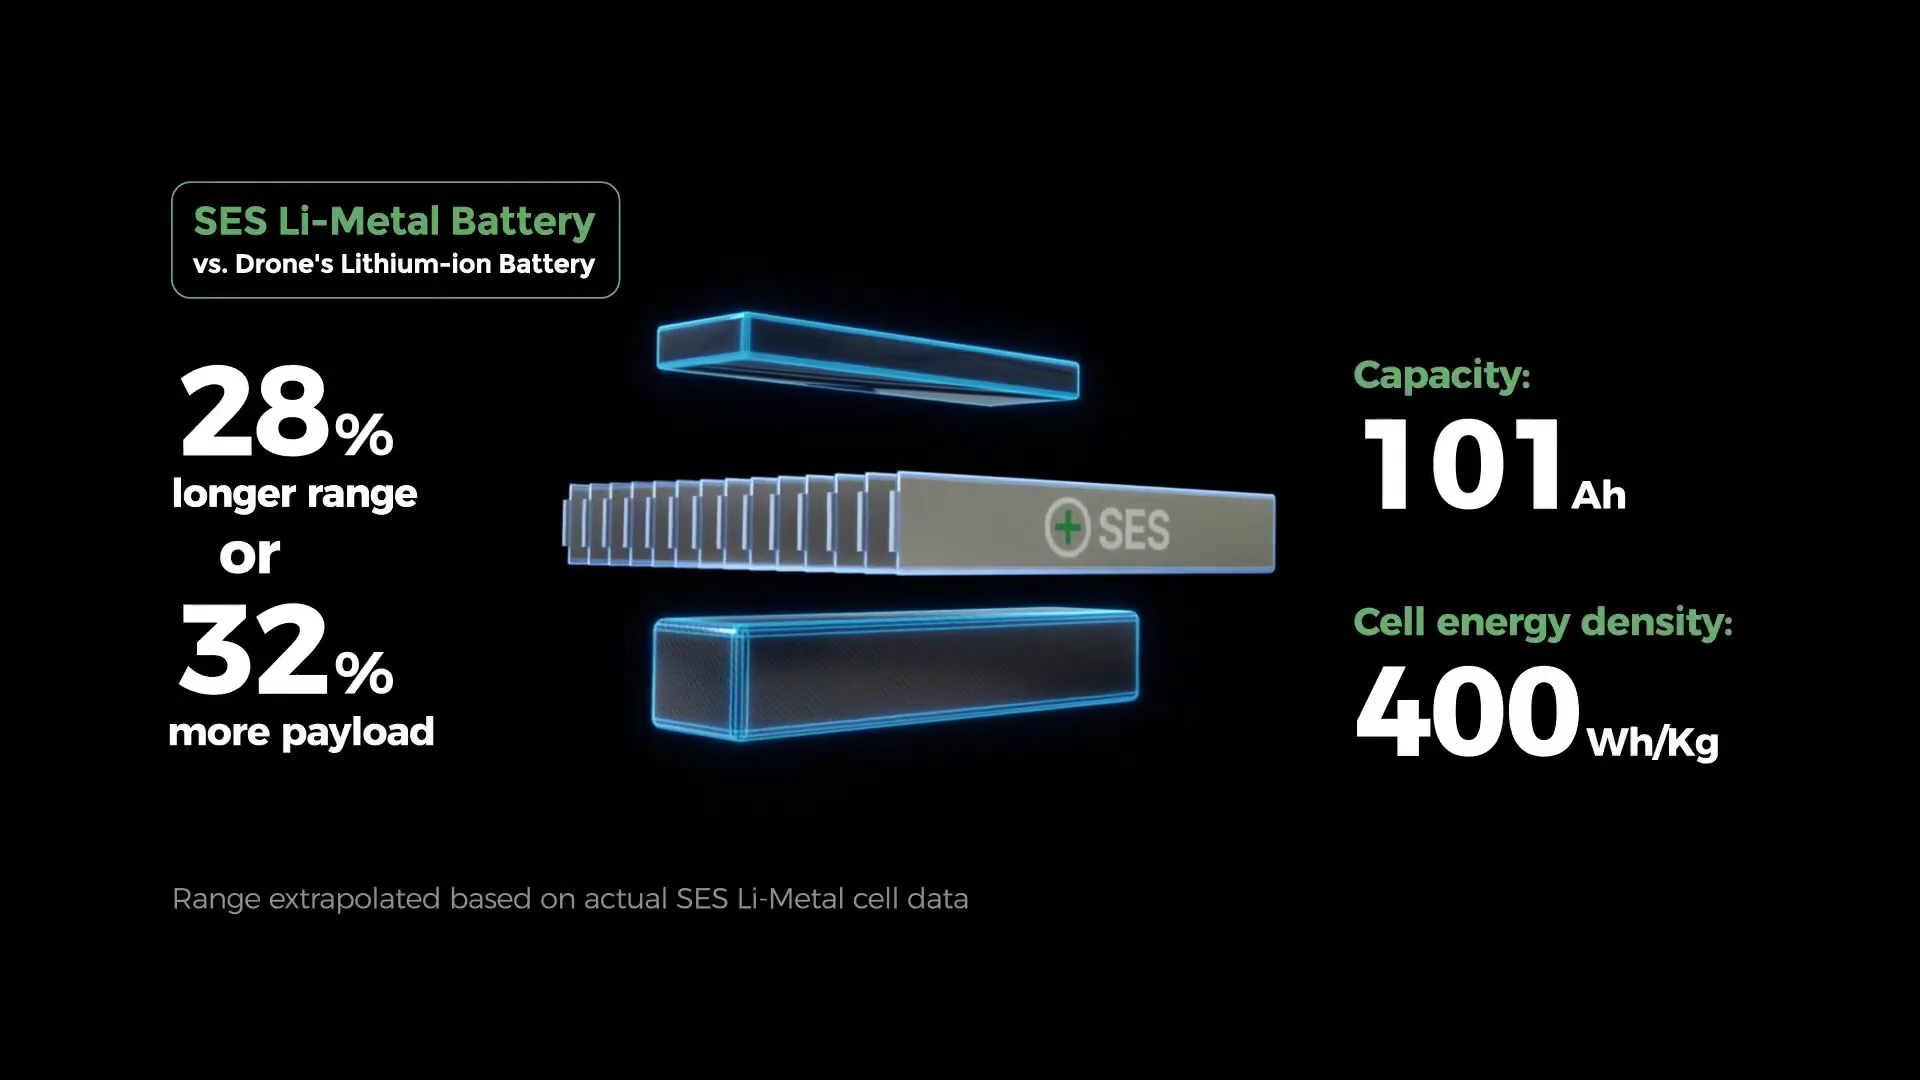 SES Li-Metal Battery
vs. Drone's Lithium-ion Battery
28%
longer range
or
32%
more payload
SES
Capacity:
101Ah
Cell energy density:
400Wh/Kg
Range extrapolated based on actual SES Li-Metal cell data